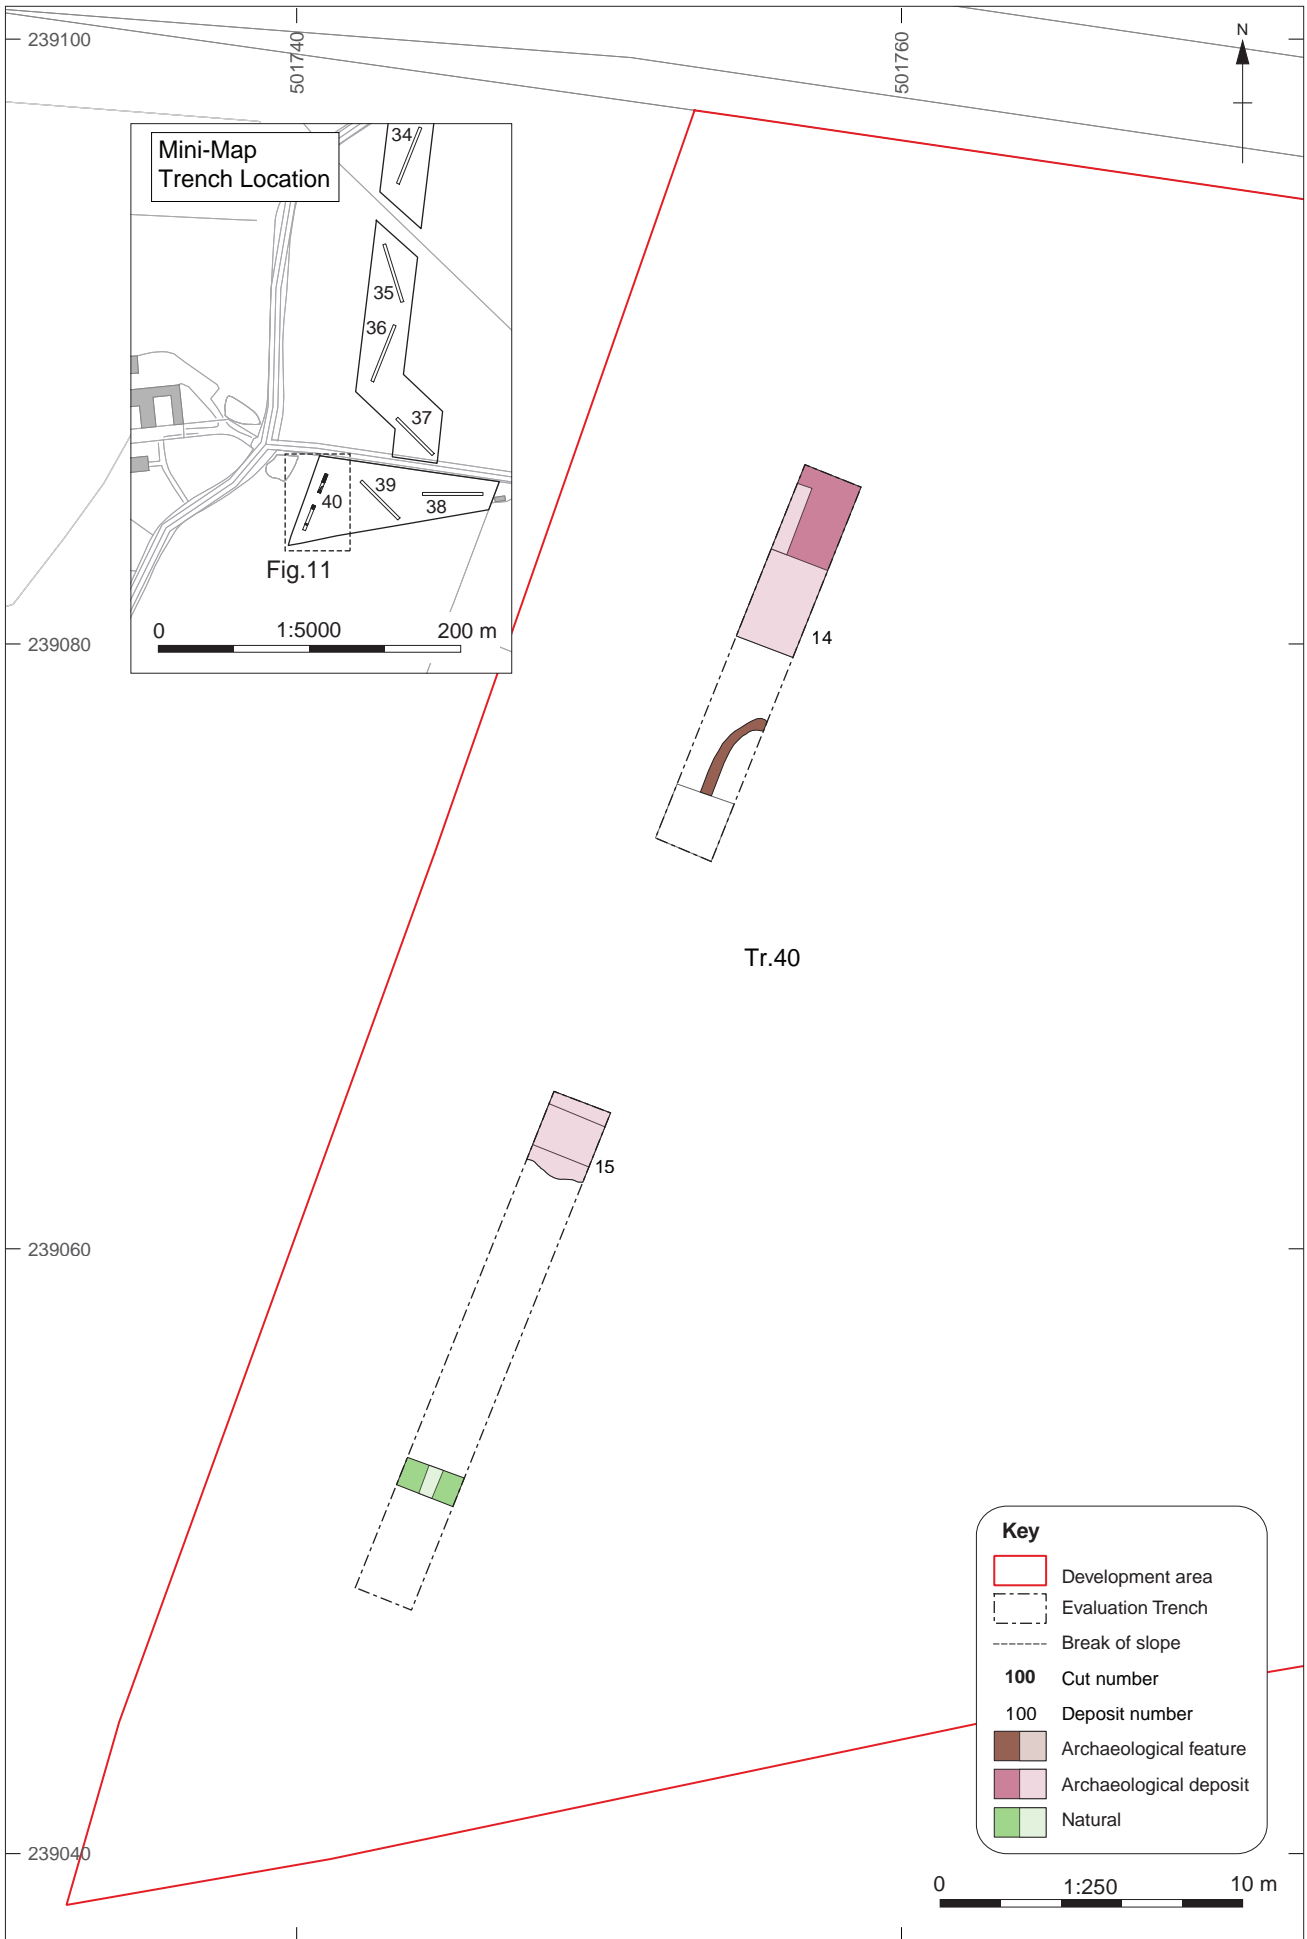 239100
501740
501760
N
Mini-Map
Trench Location
34
35
36
37
39
40
38
Fig.11
0 1:5000 200 m
239080
14
Tr.40
15
239060
Key
Development area
Evaluation Trench
Break of slope
100 Cut number
100 Deposit number
Archaeological feature
Archaeological deposit
Natural
239040
0 1:250 10 m